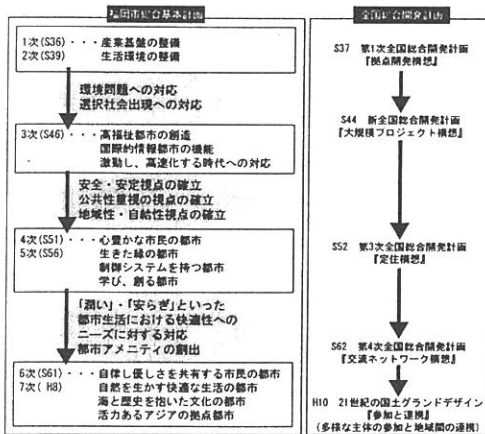 福岡市総合基本計画
1次(S36)・・・産業基盤の整備
2次(S39)　　生活環境の整備
環境問題への対応
選択社会出現への対応
3次(S46)・・・高福祉都市の創造
国際的情報都市の機能
激動し、高速化する時代への対応
安全・安定視点の確立
公共性重視の視点の確立
地域性・自給性視点の確立
4次(S51)・・・心豊かな市民の都市
5次(S56)　　生きた緑の都市
制御システムを持つ都市
学び、創る都市
「潤い」・「安らぎ」といった
都市生活における快適性への
ニーズに対する対応
都市アメニティの創出
6次(S61)・・・自律し優しさを共有する市民の都市
7次( H8)　　自然を生かす快適な生活の都市
海と歴史を抱いた文化の都市
活力あるアジアの拠点都市
全国総合開発計画
S37 第1次全国総合開発計画
『拠点開発構想』
S44 新全国総合開発計画
『大規模プロジェクト構想』
S52 第3次全国総合開発計画
『定住構想』
S62 第4次全国総合開発計画
『交流ネットワーク構想』
H10 21世紀の国土グランドデザイン
『参加と連携』
(多様な主体の参加と地域間の連携)